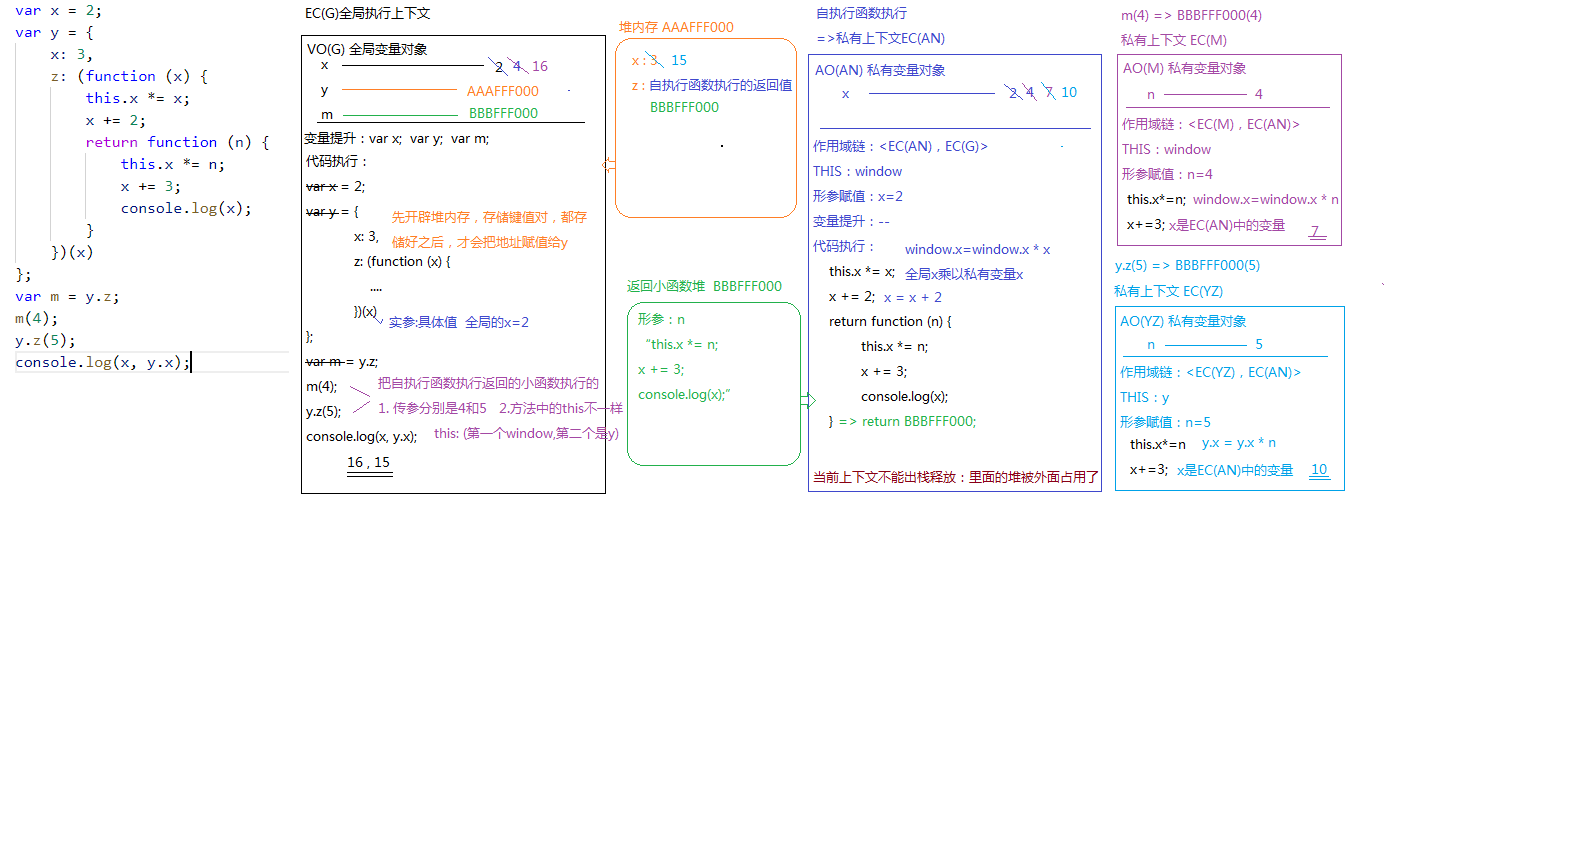 var x = 2;
var y = {
x: 3,
z: (function (x) {
this.x *= x;
x += 2;
return function (n) {
this.x *= n;
x += 3;
console.log(x);
}
})(x)
};
var m = y.z;
m(4);
y.z(5);
console.log(x, y.x);
EC(G)全局执行上下文
VO(G) 全局变量对象
x 2 4 16
y AAAFFF000
m BBBFFF000
变量提升：var x; var y; var m;
代码执行：
var x = 2;
var y = {
先开辟堆内存，存储键值对，都存
储好之后，才会把地址赋值给y
x: 3,
z: (function (x) {
....
})(x)
实参:具体值 全局的x=2
};
var m = y.z;
m(4);
y.z(5);
把自执行函数执行返回的小函数执行的
1. 传参分别是4和5 2.方法中的this不一样
this: (第一个window,第二个是y)
console.log(x, y.x);
16 , 15
堆内存 AAAFFF000
x : 3 15
z : 自执行函数执行的返回值
BBBFFF000
返回小函数堆 BBBFFF000
形参：n
“this.x *= n;
x += 3;
console.log(x);”
自执行函数执行
=>私有上下文EC(AN)
AO(AN) 私有变量对象
x 2 4 7 10
作用域链：<EC(AN) , EC(G)>
THIS：window
形参赋值：x=2
变量提升：--
代码执行：
window.x=window.x * x
this.x *= x;
全局x乘以私有变量x
x += 2; x = x + 2
return function (n) {
this.x *= n;
x += 3;
console.log(x);
} => return BBBFFF000;
当前上下文不能出栈释放：里面的堆被外面占用了
m(4) => BBBFFF000(4)
私有上下文 EC(M)
AO(M) 私有变量对象
n 4
作用域链：<EC(M) , EC(AN)>
THIS：window
形参赋值：n=4
this.x*=n; window.x=window.x * n
x+=3; x是EC(AN)中的变量 7
y.z(5) => BBBFFF000(5)
私有上下文 EC(YZ)
AO(YZ) 私有变量对象
n 5
作用域链：<EC(YZ) , EC(AN)>
THIS：y
形参赋值：n=5
this.x*=n y.x = y.x * n
x+=3; x是EC(AN)中的变量 10